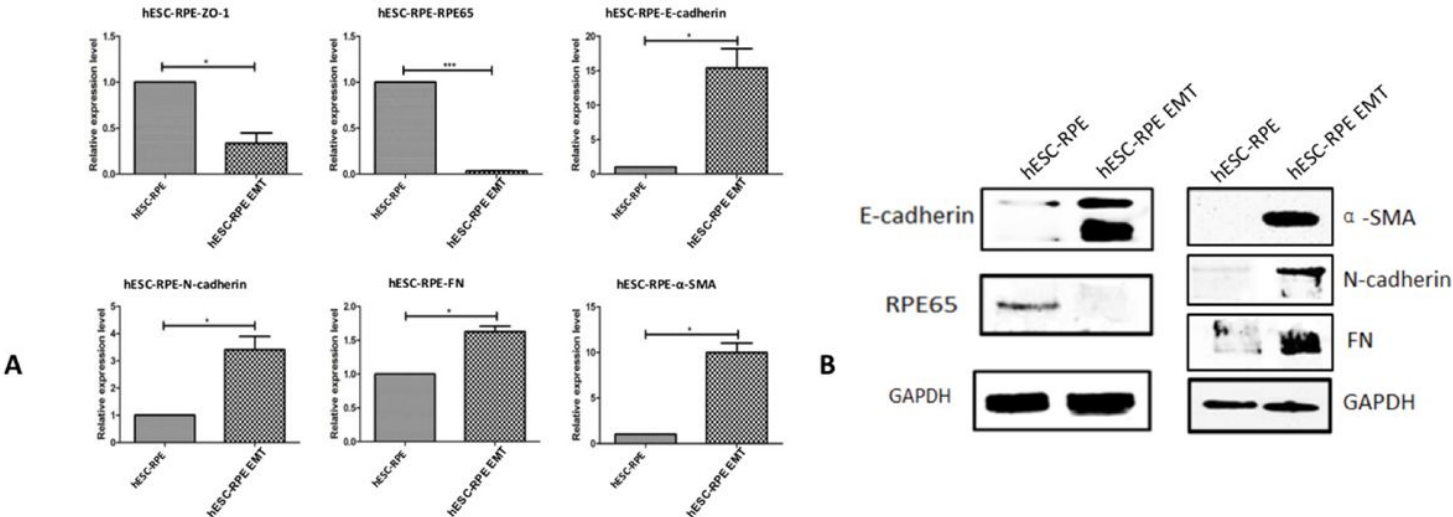 hESC-RPE-ZO-1
Relative expression level
1.5
1.0
0.5
0.0
*
hESC-RPE
hESC-RPE EMT
hESC-RPE-RPE65
Relative expression level
1.5
1.0
0.5
0.0
***
hESC-RPE
hESC-RPE EMT
hESC-RPE-E-cadherin
Relative expression level
20
15
10
5
0
*
hESC-RPE
hESC-RPE EMT
hESC-RPE-N-cadherin
Relative expression level
5
4
3
2
1
0
*
hESC-RPE
hESC-RPE EMT
hESC-RPE-FN
Relative expression level
2.0
1.5
1.0
0.5
0.0
*
hESC-RPE
hESC-RPE EMT
hESC-RPE-α-SMA
Relative expression level
15
10
5
0
*
hESC-RPE
hESC-RPE EMT
A
hESC-RPE
hESC-RPE EMT
E-cadherin
RPE65
GAPDH
hESC-RPE
hESC-RPE EMT
α-SMA
N-cadherin
FN
GAPDH
B